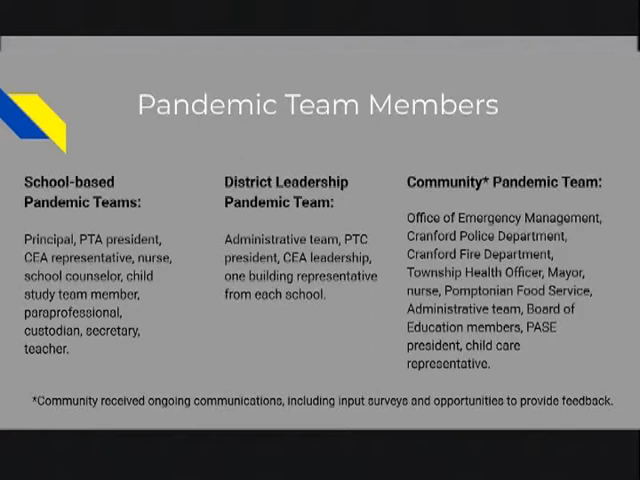 Pandemic Team Members
School-based
Pandemic Teams:
Principal, PTA president,
CEA representative, nurse,
school counselor, child
study team member,
paraprofessional,
custodian, secretary,
teacher.
District Leadership
Pandemic Team:
Administrative team, PTC
president, CEA leadership,
one building representative
from each school.
Community* Pandemic Team:
Office of Emergency Management,
Cranford Police Department,
Cranford Fire Department,
Township Health Officer, Mayor,
nurse, Pomptonian Food Service,
Administrative team, Board of
Education members, PASE
president, child care
representative.
*Community received ongoing communications, including input surveys and opportunities to provide feedback.